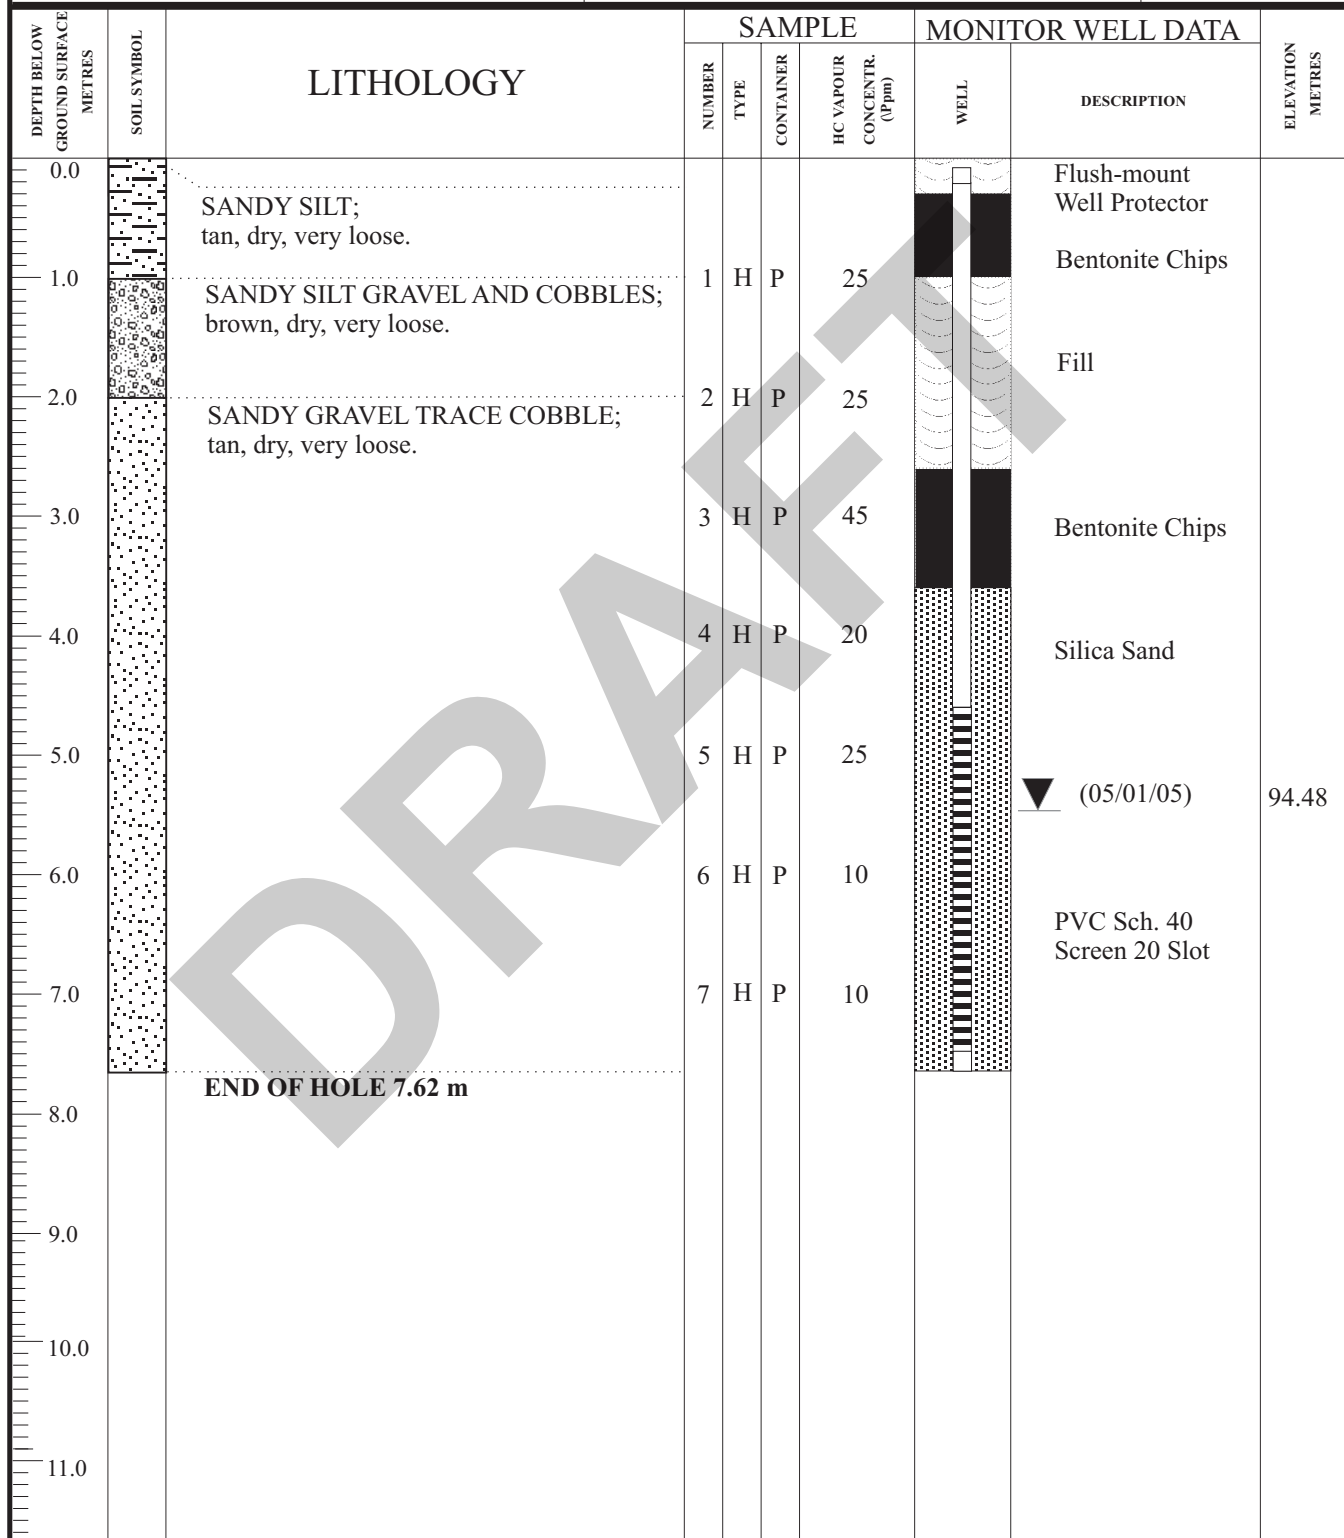 DEPTH BELOW
GROUND SURFACE
METRES
SOIL SYMBOL
LITHOLOGY
SAMPLE
NUMBER
TYPE
CONTAINER
HC VAPOUR
CONCENTR.
(\Ppm)
MONITOR WELL DATA
WELL
DESCRIPTION
ELEVATION
METRES
0.0
Flush-mount
Well Protector
SANDY SILT;
tan, dry, very loose.
Bentonite Chips
1.0
1 H P 25
SANDY SILT GRAVEL AND COBBLES;
brown, dry, very loose.
Fill
2.0
2 H P 25
SANDY GRAVEL TRACE COBBLE;
tan, dry, very loose.
3.0
3 H P 45
Bentonite Chips
4.0
4 H P 20
Silica Sand
5.0
5 H P 25
(05/01/05) 94.48
6.0
6 H P 10
PVC Sch. 40
Screen 20 Slot
7.0
7 H P 10
END OF HOLE 7.62 m
8.0
9.0
10.0
11.0
DRAFT